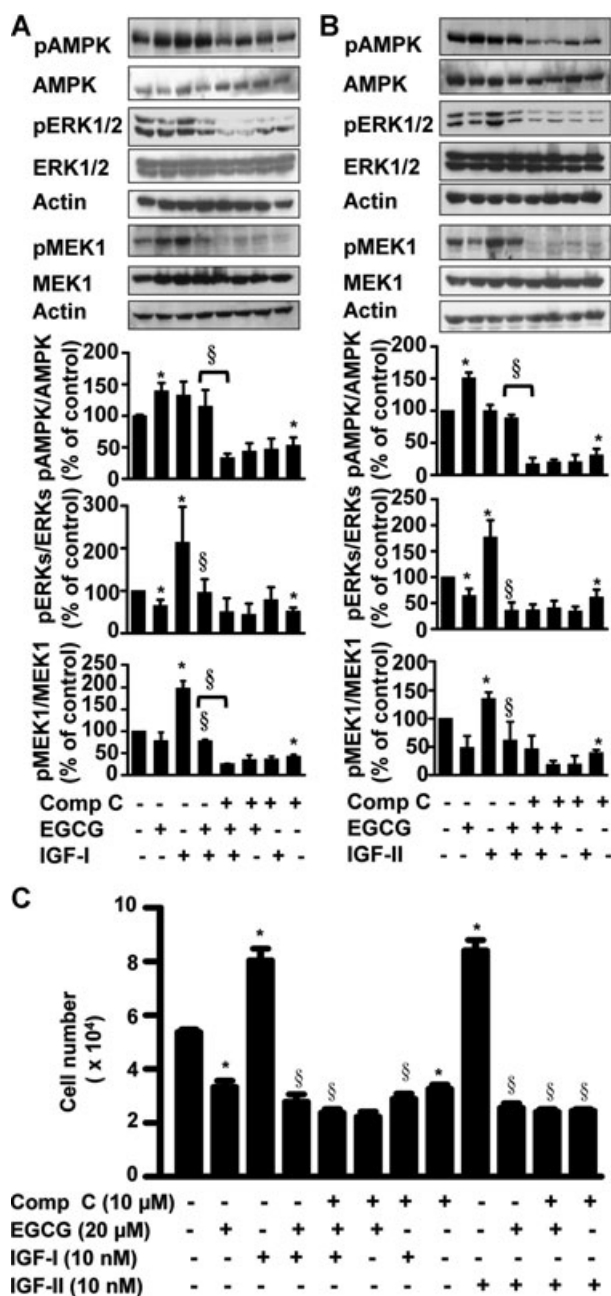 A
pAMPK
AMPK
pERK1/2
ERK1/2
Actin
pMEK1
MEK1
Actin
pAMPK/AMPK
(% of control)
200
150
100
50
0
* § *
pERKs/ERKs
(% of control)
300
200
100
0
* * § *
pMEK1/MEK1
(% of control)
250
200
150
100
50
0
* § § *
Comp C - - - - + + + +
EGCG - + - + + + - -
IGF-I - - + + + - + -
B
pAMPK
AMPK
pERK1/2
ERK1/2
Actin
pMEK1
MEK1
Actin
pAMPK/AMPK
(% of control)
200
150
100
50
0
* § *
pERKs/ERKs
(% of control)
250
200
150
100
50
0
* * § *
pMEK1/MEK1
(% of control)
200
150
100
50
0
* § *
Comp C - - - - + + + +
EGCG - + - + + + - -
IGF-II - - + + + - + -
C
Cell number
( x 10⁴)
10
8
6
4
2
0
* * § § § * * § § §
Comp C (10 µM) - - - - + + + + - - + +
EGCG (20 µM) - + - + + + - - - + + -
IGF-I (10 nM) - - + + + - + - - - - -
IGF-II (10 nM) - - - - - - - - + + + +